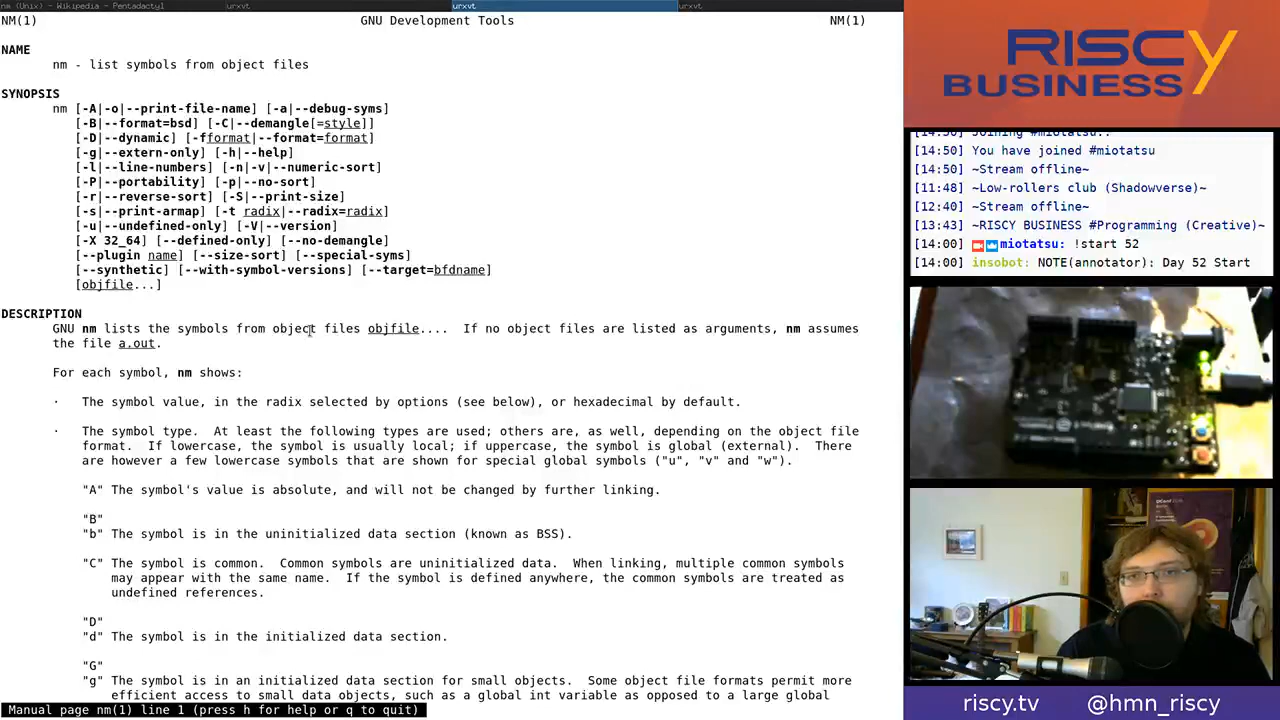 nm (Unix) - Wikipedia - Pentadactyl urxvt urxvt urxvt
NM(1) GNU Development Tools NM(1)
NAME
nm - list symbols from object files
SYNOPSIS
nm [-A|-o|--print-file-name] [-a|--debug-syms]
[-B|--format=bsd] [-C|--demangle[=style]]
[-D|--dynamic] [-fformat|--format=format]
[-g|--extern-only] [-h|--help]
[-l|--line-numbers] [-n|-v|--numeric-sort]
[-P|--portability] [-p|--no-sort]
[-r|--reverse-sort] [-S|--print-size]
[-s|--print-armap] [-t radix|--radix=radix]
[-u|--undefined-only] [-V|--version]
[-X 32_64] [--defined-only] [--no-demangle]
[--plugin name] [--size-sort] [--special-syms]
[--synthetic] [--with-symbol-versions] [--target=bfdname]
[objfile...]
DESCRIPTION
GNU nm lists the symbols from object files objfile.... If no object files are listed as arguments, nm assumes
the file a.out.
For each symbol, nm shows:
· The symbol value, in the radix selected by options (see below), or hexadecimal by default.
· The symbol type. At least the following types are used; others are, as well, depending on the object file
format. If lowercase, the symbol is usually local; if uppercase, the symbol is global (external). There
are however a few lowercase symbols that are shown for special global symbols ("u", "v" and "w").
"A" The symbol's value is absolute, and will not be changed by further linking.
"B"
"b" The symbol is in the uninitialized data section (known as BSS).
"C" The symbol is common. Common symbols are uninitialized data. When linking, multiple common symbols
may appear with the same name. If the symbol is defined anywhere, the common symbols are treated as
undefined references.
"D"
"d" The symbol is in the initialized data section.
"G"
"g" The symbol is in an initialized data section for small objects. Some object file formats permit more
efficient access to small data objects, such as a global int variable as opposed to a large global
Manual page nm(1) line 1 (press h for help or q to quit)
RISCY
BUSINESS
[14:50] Joining #miotatsu..
[14:50] You have joined #miotatsu
[14:50] ~Stream offline~
[11:48] ~Low-rollers club (Shadowverse)~
[12:40] ~Stream offline~
[13:43] ~RISCY BUSINESS #Programming (Creative)~
[14:00] miotatsu: !start 52
[14:00] insobot: NOTE(annotator): Day 52 Start
riscy.tv @hmn_riscy